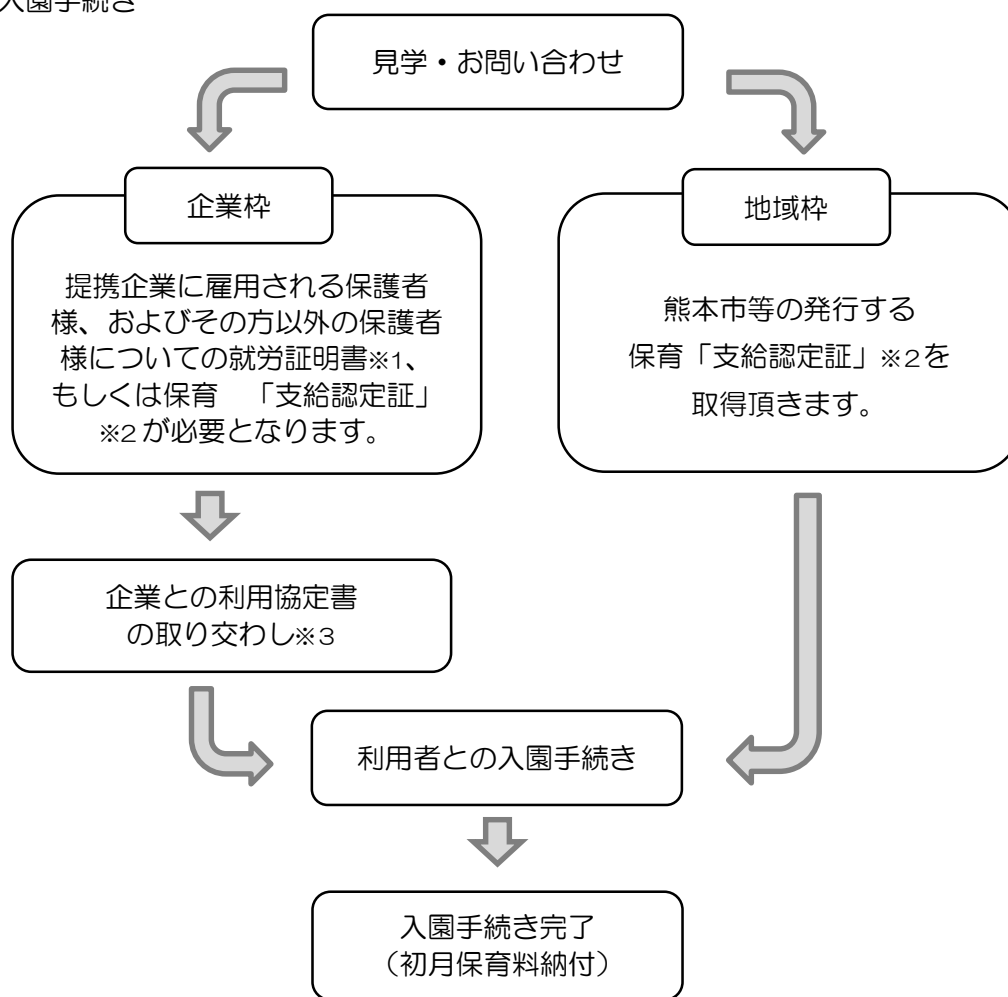 入園手続き
見学・お問い合わせ
企業枠
提携企業に雇用される保護者
様、およびその方以外の保護者
様についての就労証明書※1、
もしくは保育　「支給認定証」
※2 が必要となります。
地域枠
熊本市等の発行する
保育「支給認定証」※2を
取得頂きます。
企業との利用協定書
の取り交わし※3
利用者との入園手続き
入園手続き完了
（初月保育料納付）